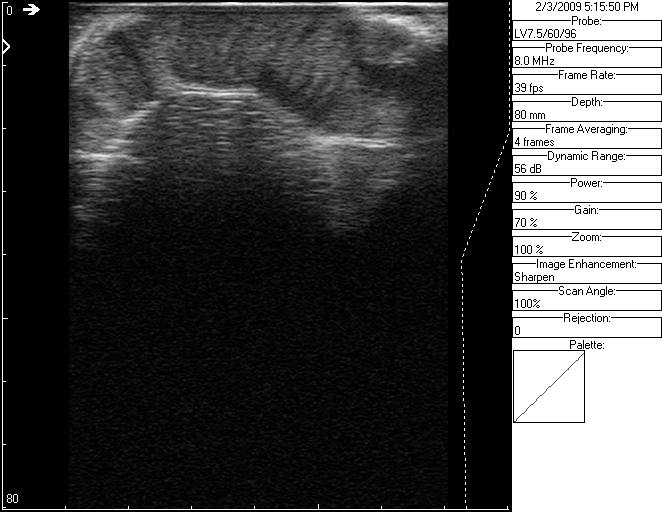 0
80
2/3/2009 5:15:50 PM
Probe:
LV7.5/60/96
Probe Frequency:
8.0 MHz
Frame Rate:
39 fps
Depth:
80 mm
Frame Averaging:
4 frames
Dynamic Range:
56 dB
Power:
90 %
Gain:
70 %
Zoom:
100 %
Image Enhancement:
Sharpen
Scan Angle:
100%
Rejection:
0
Palette: